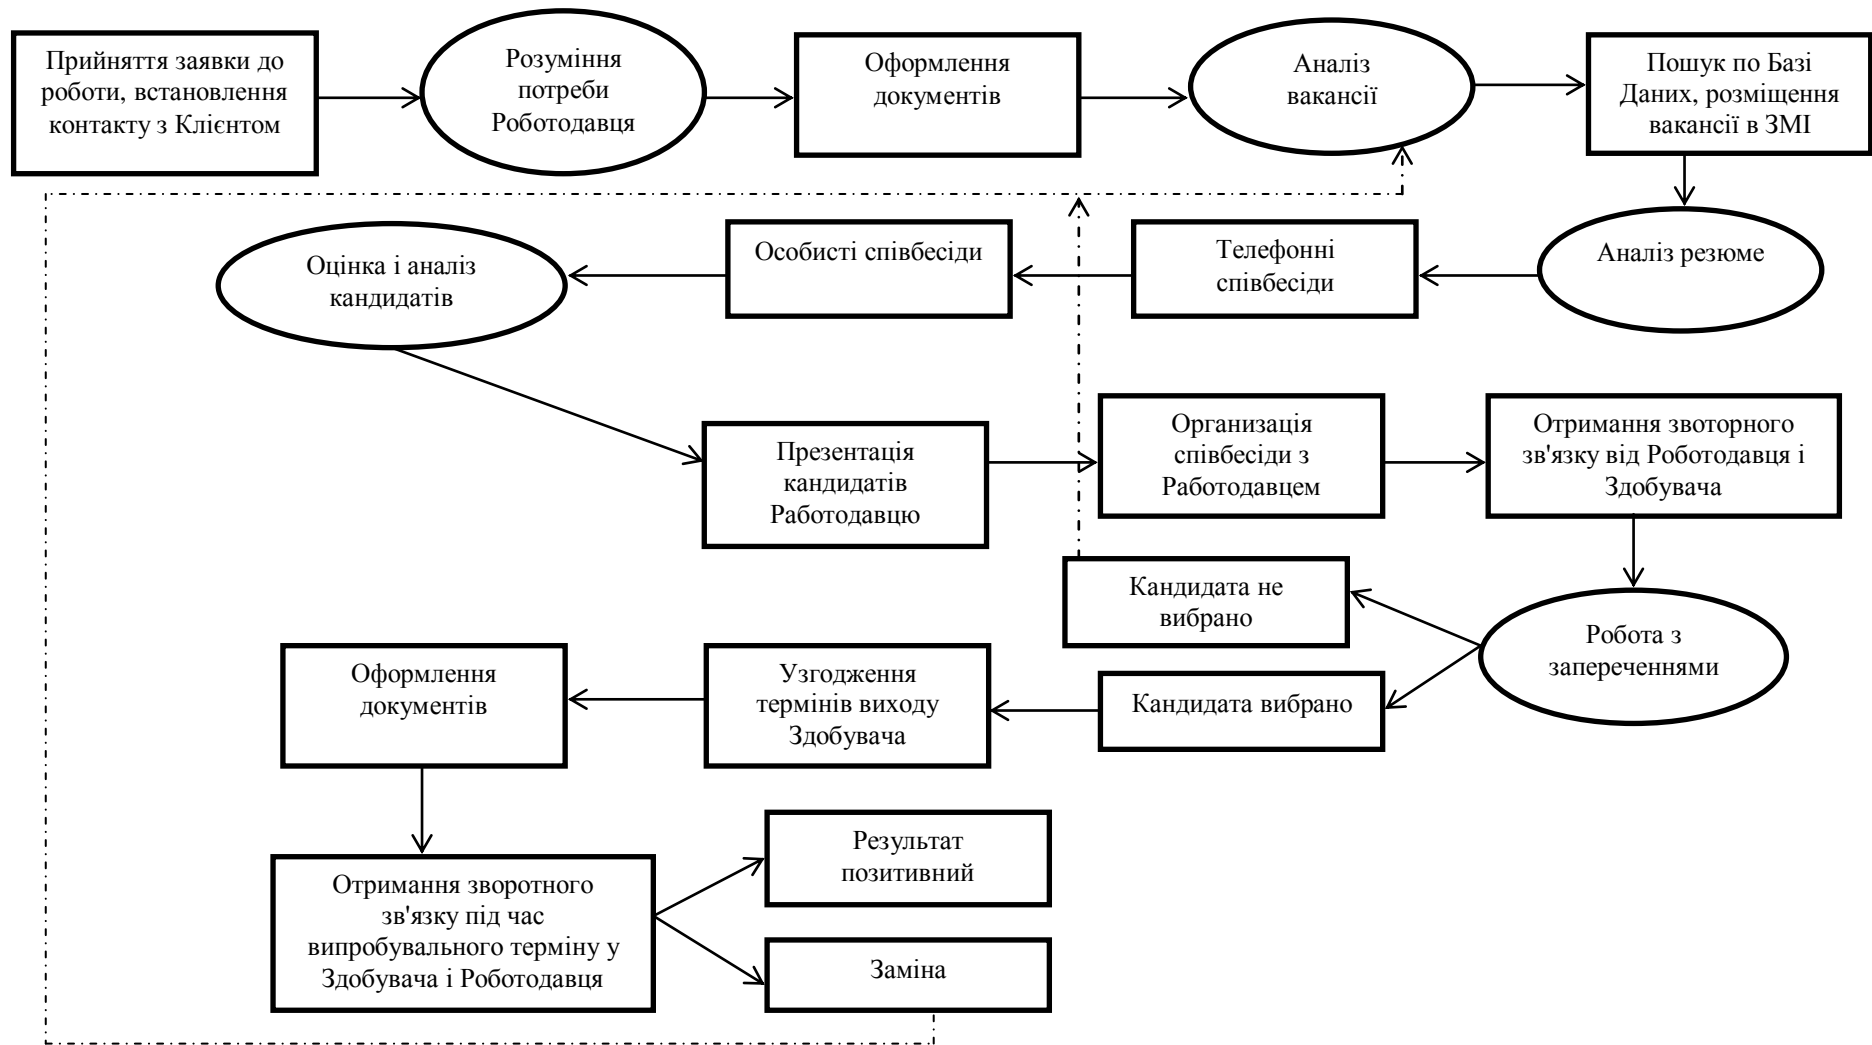 Прийняття заявки до
роботи, встановлення
контакту з Клієнтом
Розуміння
потреби
Роботодавця
Оформлення
документів
Аналіз
вакансії
Пошук по Базі
Даних, розміщення
вакансії в ЗМІ
Аналіз резюме
Телефонні
співбесіди
Особисті співбесіди
Оцінка і аналіз
кандидатів
Презентація
кандидатів
Работодавцю
Организація
співбесіди з
Работодавцем
Отримання звоторного
зв'язку від Роботодавця і
Здобувача
Робота з
запереченнями
Кандидата не
вибрано
Кандидата вибрано
Узгодження
термінів виходу
Здобувача
Оформлення
документів
Отримання зворотного
зв'язку під час
випробувального терміну у
Здобувача і Роботодавця
Результат
позитивний
Заміна